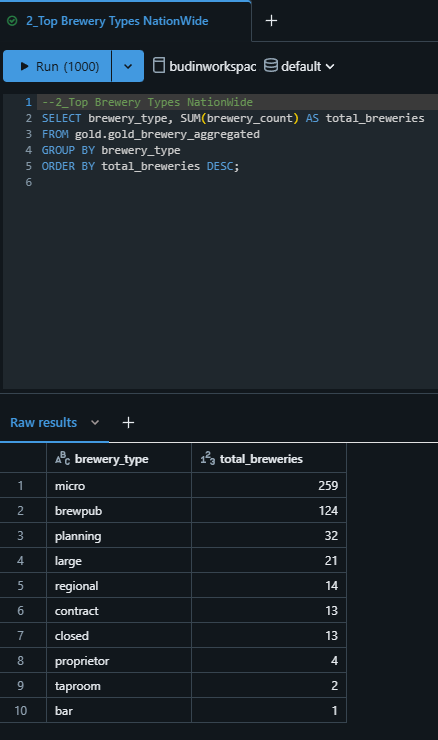 2_Top Brewery Types NationWide
Run (1000) budinworkspac default
1 --2_Top Brewery Types NationWide
2 SELECT brewery_type, SUM(brewery_count) AS total_breweries
3 FROM gold.gold_brewery_aggregated
4 GROUP BY brewery_type
5 ORDER BY total_breweries DESC;
6
Raw results
ABC brewery_type 123 total_breweries
1 micro 259
2 brewpub 124
3 planning 32
4 large 21
5 regional 14
6 contract 13
7 closed 13
8 proprietor 4
9 taproom 2
10 bar 1